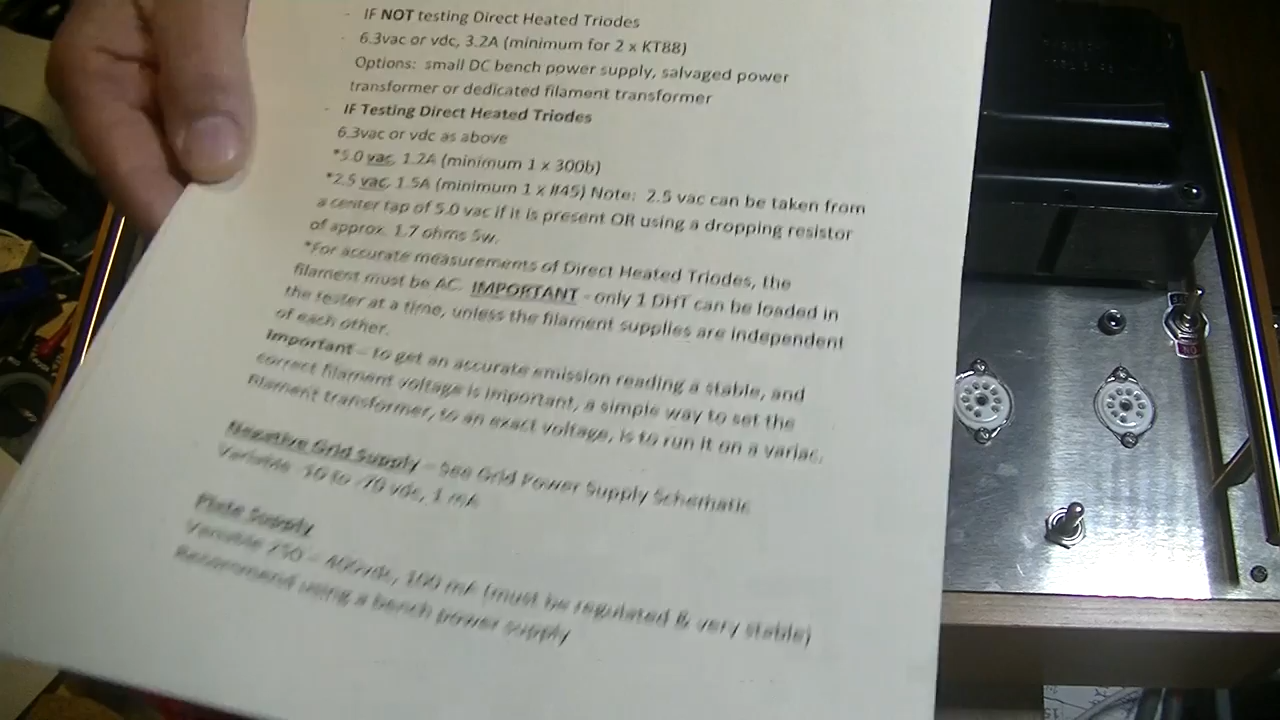 - IF NOT testing Direct Heated Triodes
- 6.3vac or vdc, 3.2A (minimum for 2 x KT88)
Options: small DC bench power supply, salvaged power
transformer or dedicated filament transformer
- IF Testing Direct Heated Triodes
6.3vac or vdc as above
*5.0 vac, 1.2A (minimum 1 x 300b)
*2.5 vac, 1.5A (minimum 1 x #45) Note: 2.5 vac can be taken from
a center tap of 5.0 vac if it is present OR using a dropping resistor
of approx. 1.7 ohms 5w.
*For accurate measurements of Direct Heated Triodes, the
filament must be AC. IMPORTANT - only 1 DHT can be loaded in
the tester at a time, unless the filament supplies are independent
of each other.
Important – To get an accurate emission reading a stable, and
correct filament voltage is important, a simple way to set the
filament transformer, to an exact voltage, is to run it on a variac.
Negative Grid Supply – See Grid Power Supply Schematic
Variable -10 to -70 vdc, 1 mA
Plate Supply
Variable 250 – 400vdc, 100 mA (must be regulated & very stable)
Recommend using a bench power supply